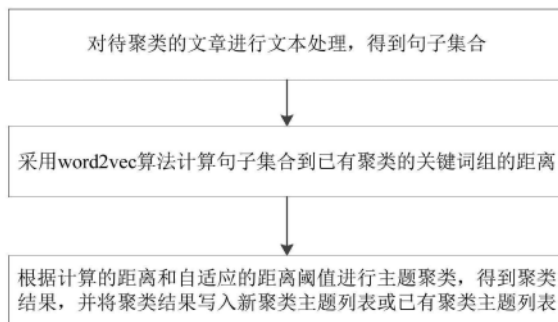 对待聚类的文章进行文本处理，得到句子集合
采用word2vec算法计算句子集合到已有聚类的关键词组的距离
根据计算的距离和自适应的距离阈值进行主题聚类，得到聚类
结果，并将聚类结果写入新聚类主题列表或已有聚类主题列表